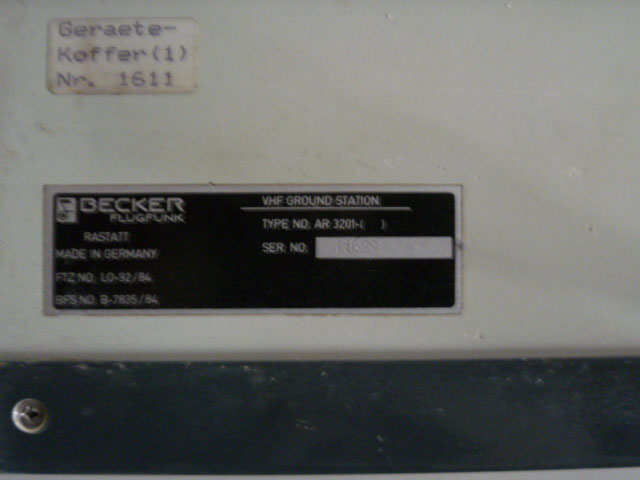 Geraete-
Koffer(1)
Nr. 1611
BECKER
FLUGFUNK
RASTATT
MADE IN GERMANY
FTZ NO. LO-92/84
BFS NO. B-7835/84
VHF GROUND STATION
TYPE NO. AR 3201-( )
SER. NO.